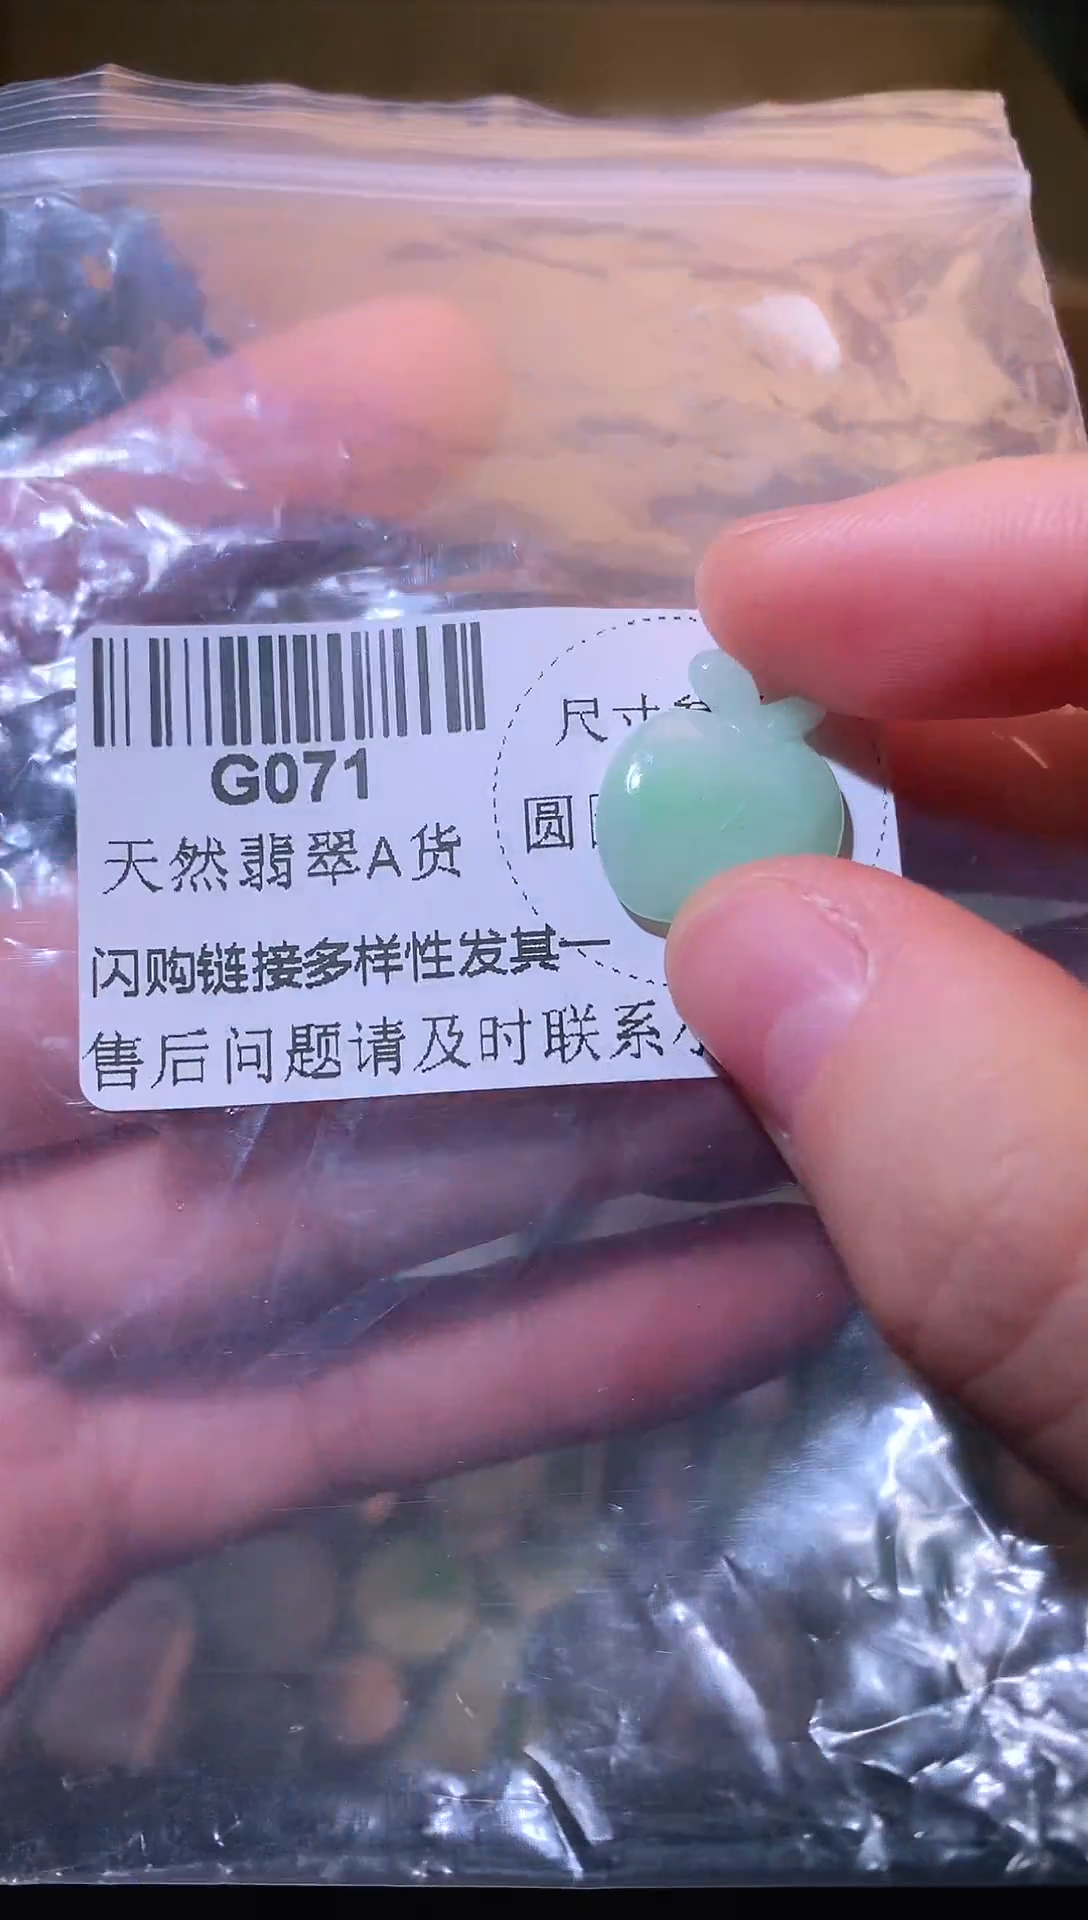 G071
天然翡翠A货
闪购链接多样性发其一
售后问题请及时联系
尺寸
圆